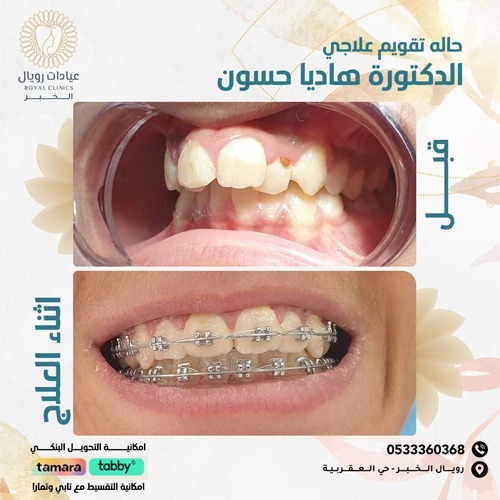 حاله تقويم علاجي
الدكتورة هاديا حسون
عيادات رويال
ROYAL CLINICS
الخبر
قبل
اثناء العلاج
امكانية التحويل البنكي
tamara tabby
امكانية التقسيط مع تابي وتمارا
0533360368
رويال الخبر - حي العقربية